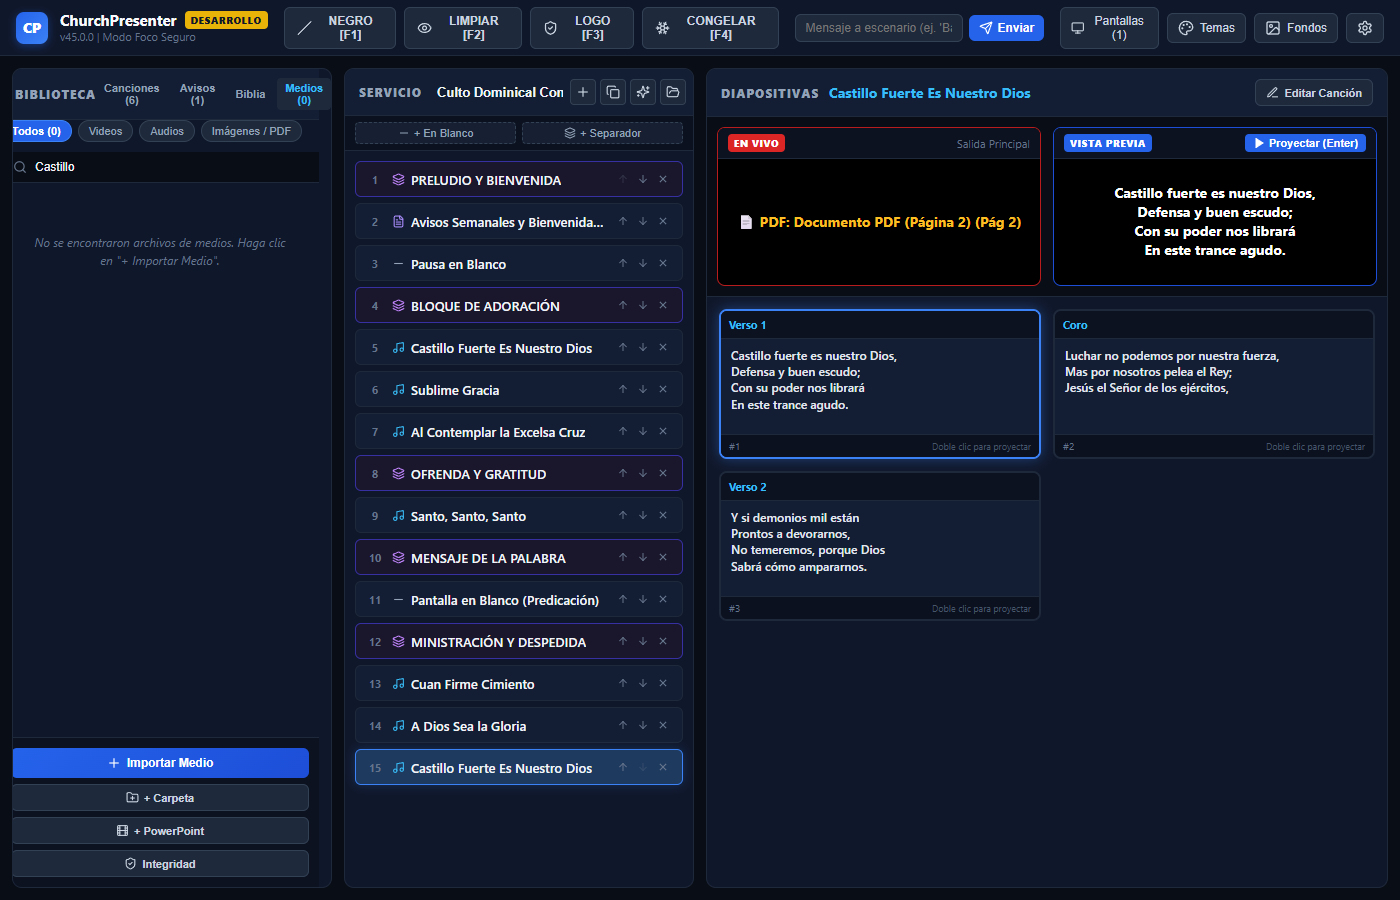 CP
ChurchPresenter DESARROLLO
v45.0.0 | Modo Foco Seguro
NEGRO
[F1]
LIMPIAR
[F2]
LOGO
[F3]
CONGELAR
[F4]
Mensaje a escenario (ej. 'Ba
Enviar
Pantallas
(1)
Temas
Fondos
BIBLIOTECA
Canciones
(6)
Avisos
(1)
Biblia
Medios
(0)
Todos (0)
Videos
Audios
Imágenes / PDF
Castillo
No se encontraron archivos de medios. Haga clic
en "+ Importar Medio".
+ Importar Medio
+ Carpeta
+ PowerPoint
Integridad
SERVICIO Culto Dominical Con
+ En Blanco
+ Separador
1 PRELUDIO Y BIENVENIDA
2 Avisos Semanales y Bienvenida...
3 Pausa en Blanco
4 BLOQUE DE ADORACIÓN
5 Castillo Fuerte Es Nuestro Dios
6 Sublime Gracia
7 Al Contemplar la Excelsa Cruz
8 OFRENDA Y GRATITUD
9 Santo, Santo, Santo
10 MENSAJE DE LA PALABRA
11 Pantalla en Blanco (Predicación)
12 MINISTRACIÓN Y DESPEDIDA
13 Cuan Firme Cimiento
14 A Dios Sea la Gloria
15 Castillo Fuerte Es Nuestro Dios
DIAPOSITIVAS Castillo Fuerte Es Nuestro Dios
Editar Canción
EN VIVO
Salida Principal
PDF: Documento PDF (Página 2) (Pág 2)
VISTA PREVIA
Proyectar (Enter)
Castillo fuerte es nuestro Dios,
Defensa y buen escudo;
Con su poder nos librará
En este trance agudo.
Verso 1
Castillo fuerte es nuestro Dios,
Defensa y buen escudo;
Con su poder nos librará
En este trance agudo.
#1 Doble clic para proyectar
Coro
Luchar no podemos por nuestra fuerza,
Mas por nosotros pelea el Rey;
Jesús el Señor de los ejércitos,
#2 Doble clic para proyectar
Verso 2
Y si demonios mil están
Prontos a devorarnos,
No temeremos, porque Dios
Sabrá cómo ampararnos.
#3 Doble clic para proyectar